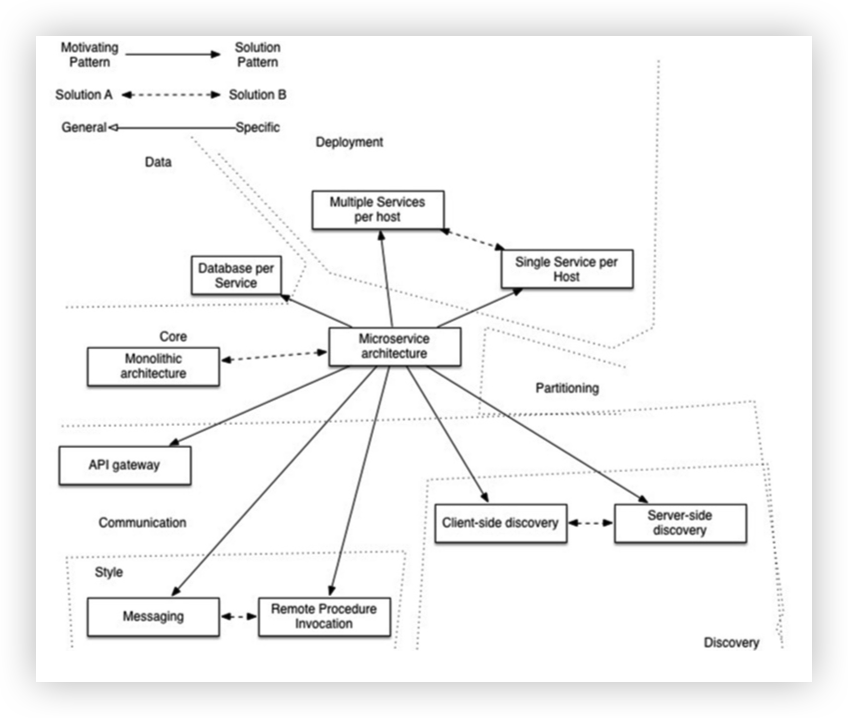 Motivating
Pattern
Solution
Pattern
Solution A
Solution B
General
Specific
Data
Deployment
Multiple Services
per host
Single Service per
Host
Database per
Service
Core
Monolithic
architecture
Microservice
architecture
Partitioning
API gateway
Communication
Client-side discovery
Server-side
discovery
Style
Messaging
Remote Procedure
Invocation
Discovery